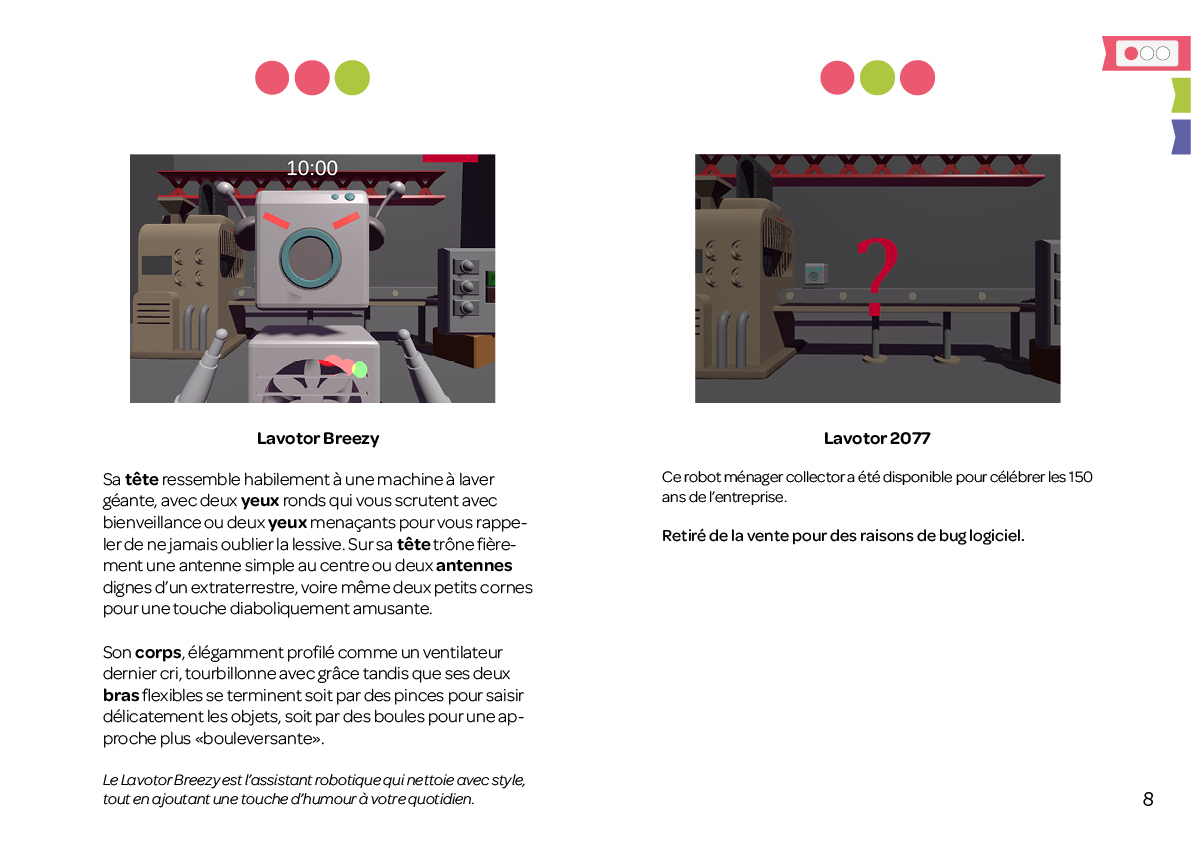 10:00
Lavotor Breezy
Sa tête ressemble habilement à une machine à laver
géante, avec deux yeux ronds qui vous scrutent avec
bienveillance ou deux yeux menaçants pour vous rappe-
ler de ne jamais oublier la lessive. Sur sa tête trône fière-
ment une antenne simple au centre ou deux antennes
dignes d'un extraterrestre, voire même deux petits cornes
pour une touche diaboliquement amusante.
Son corps, élégamment profilé comme un ventilateur
dernier cri, tourbillonne avec grâce tandis que ses deux
bras flexibles se terminent soit par des pinces pour saisir
délicatement les objets, soit par des boules pour une ap-
proche plus «bouleversante».
Le Lavotor Breezy est l'assistant robotique qui nettoie avec style,
tout en ajoutant une touche d'humour à votre quotidien.
?
Lavotor 2077
Ce robot ménager collector a été disponible pour célébrer les 150
ans de l'entreprise.
Retiré de la vente pour des raisons de bug logiciel.
8